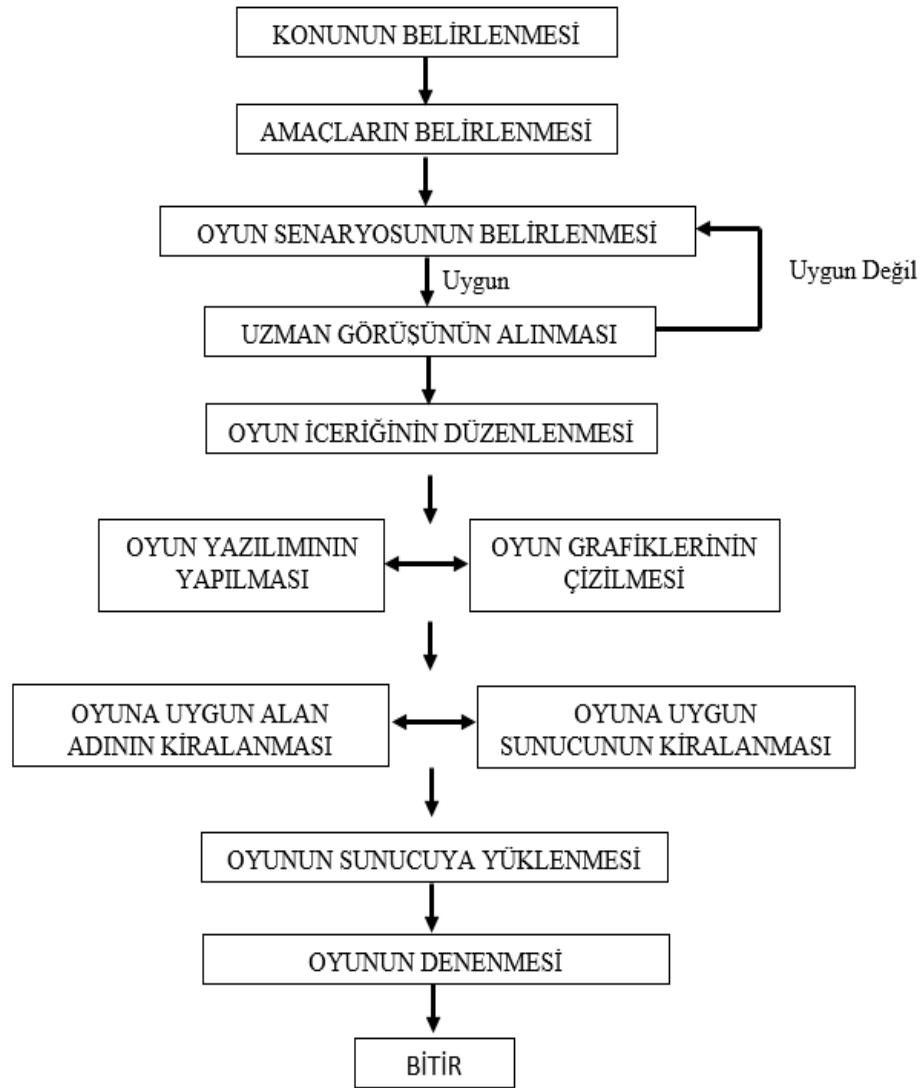 KONUNUN BELİRLENMESİ
AMAÇLARIN BELİRLENMESİ
OYUN SENARYOSUNUN BELİRLENMESİ
Uygun
Uygun Değil
UZMAN GÖRÜŞÜNÜN ALINMASI
OYUN İCERİĞİNİN DÜZENLENMESİ
OYUN YAZILIMININ
YAPILMASI
OYUN GRAFİKLERİNİN
ÇİZİLMESİ
OYUNA UYGUN ALAN
ADININ KİRALANMASI
OYUNA UYGUN
SUNUCUNUN KİRALANMASI
OYUNUN SUNUCUYA YÜKLENMESİ
OYUNUN DENENMESİ
BİTİR